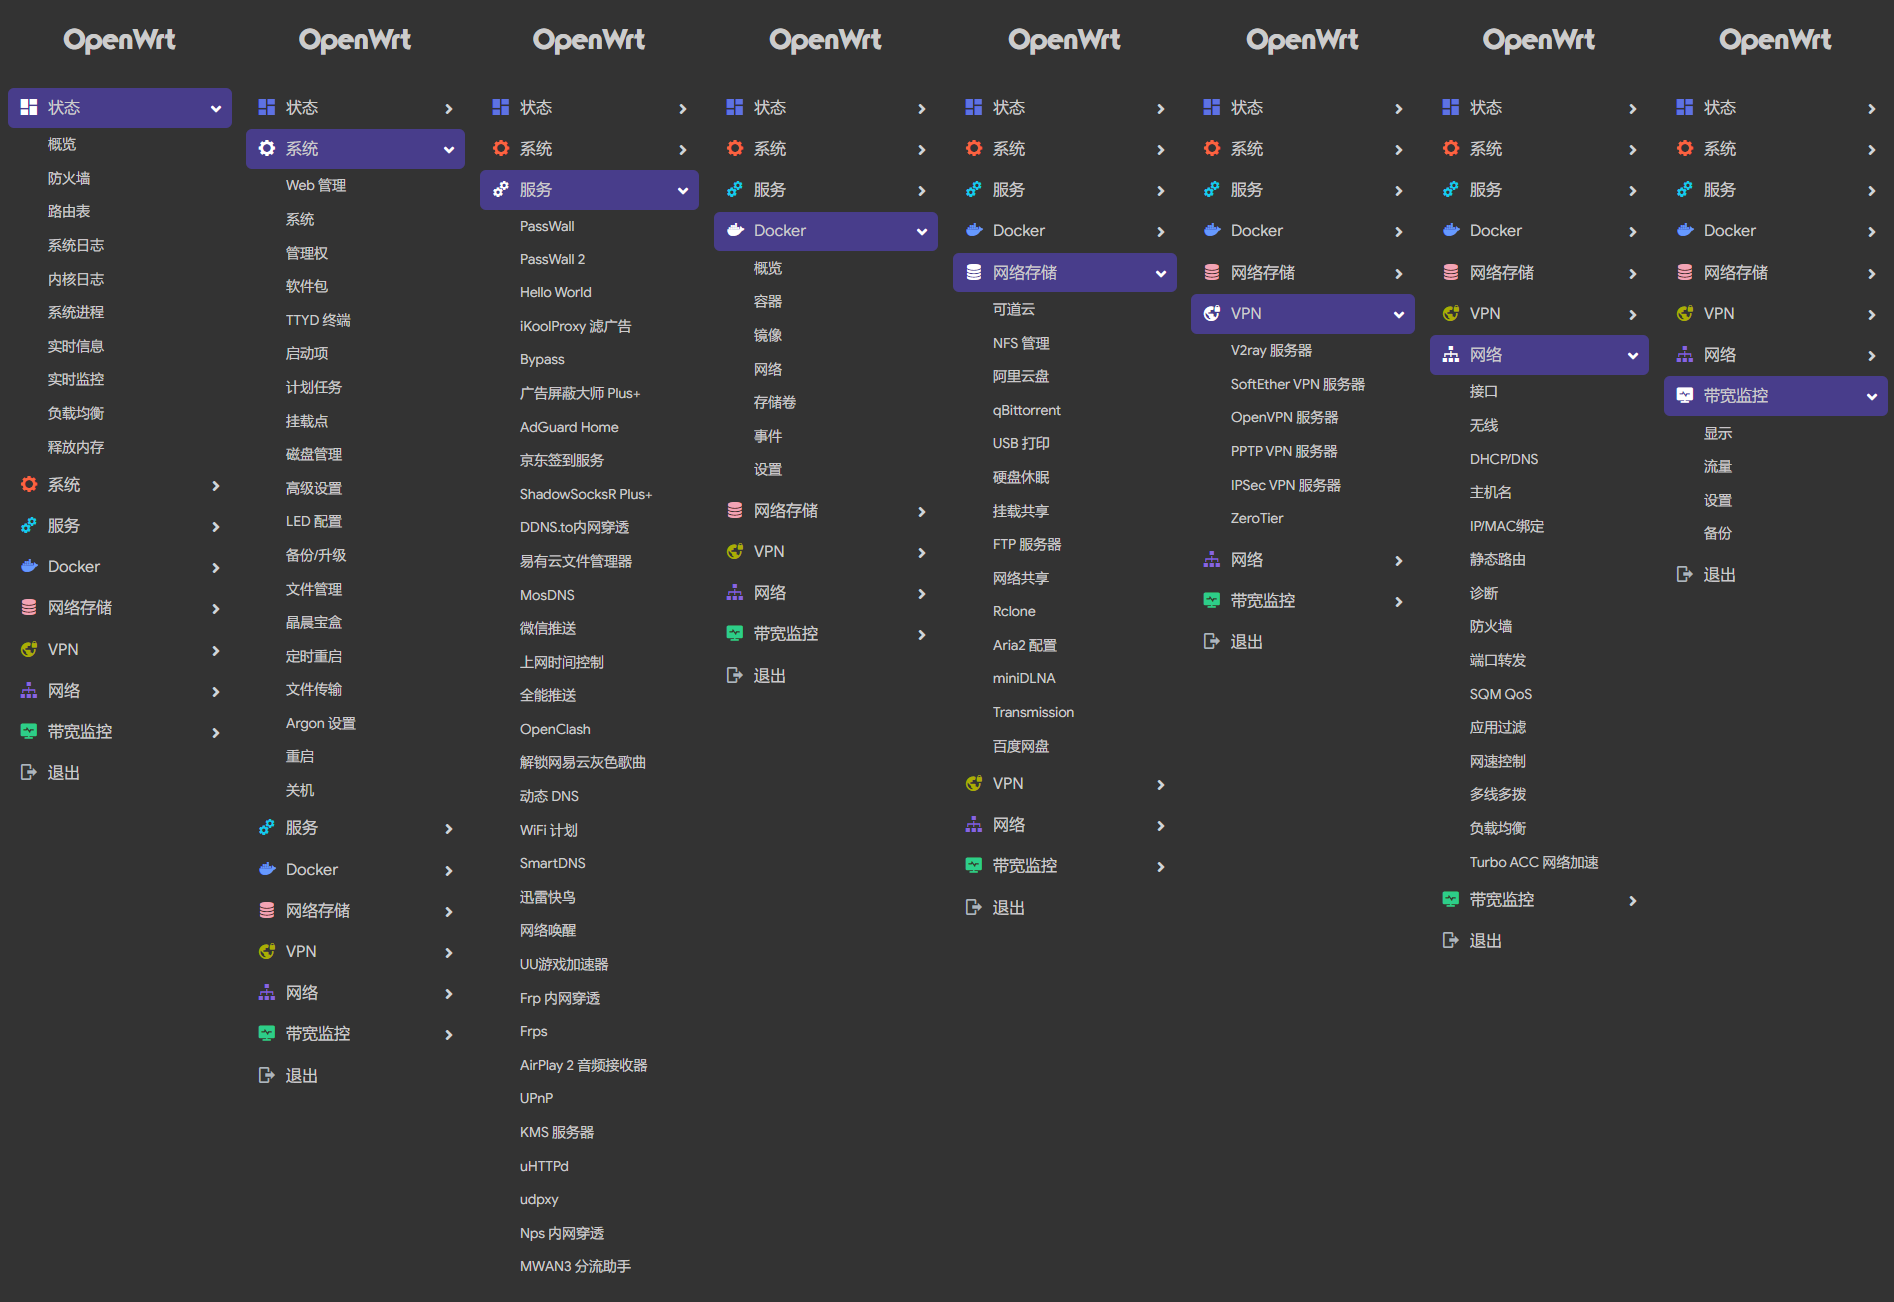 OpenWrt
状态
概览
防火墙
路由表
系统日志
内核日志
系统进程
实时信息
实时监控
负载均衡
释放内存
系统
服务
Docker
网络存储
VPN
网络
带宽监控
退出
OpenWrt
状态
系统
Web 管理
系统
管理权
软件包
TTYD 终端
启动项
计划任务
挂载点
磁盘管理
高级设置
LED 配置
备份/升级
文件管理
晶晨宝盒
定时重启
文件传输
Argon 设置
重启
关机
服务
Docker
网络存储
VPN
网络
带宽监控
退出
OpenWrt
状态
系统
服务
PassWall
PassWall 2
Hello World
iKoolProxy 滤广告
Bypass
广告屏蔽大师 Plus+
AdGuard Home
京东签到服务
ShadowSocksR Plus+
DDNS.to内网穿透
易有云文件管理器
MosDNS
微信推送
上网时间控制
全能推送
OpenClash
解锁网易云灰色歌曲
动态 DNS
WiFi 计划
SmartDNS
迅雷快鸟
网络唤醒
UU游戏加速器
Frp 内网穿透
Frps
AirPlay 2 音频接收器
UPnP
KMS 服务器
uHTTPd
udpxy
Nps 内网穿透
MWAN3 分流助手
OpenWrt
状态
系统
服务
Docker
概览
容器
镜像
网络
存储卷
事件
设置
网络存储
VPN
网络
带宽监控
退出
OpenWrt
状态
系统
服务
Docker
网络存储
可道云
NFS 管理
阿里云盘
qBittorrent
USB 打印
硬盘休眠
挂载共享
FTP 服务器
网络共享
Rclone
Aria2 配置
miniDLNA
Transmission
百度网盘
VPN
网络
带宽监控
退出
OpenWrt
状态
系统
服务
Docker
网络存储
VPN
V2ray 服务器
SoftEther VPN 服务器
OpenVPN 服务器
PPTP VPN 服务器
IPSec VPN 服务器
ZeroTier
网络
带宽监控
退出
OpenWrt
状态
系统
服务
Docker
网络存储
VPN
网络
接口
无线
DHCP/DNS
主机名
IP/MAC绑定
静态路由
诊断
防火墙
端口转发
SQM QoS
应用过滤
网速控制
多线多拨
负载均衡
Turbo ACC 网络加速
带宽监控
退出
OpenWrt
状态
系统
服务
Docker
网络存储
VPN
网络
带宽监控
显示
流量
设置
备份
退出